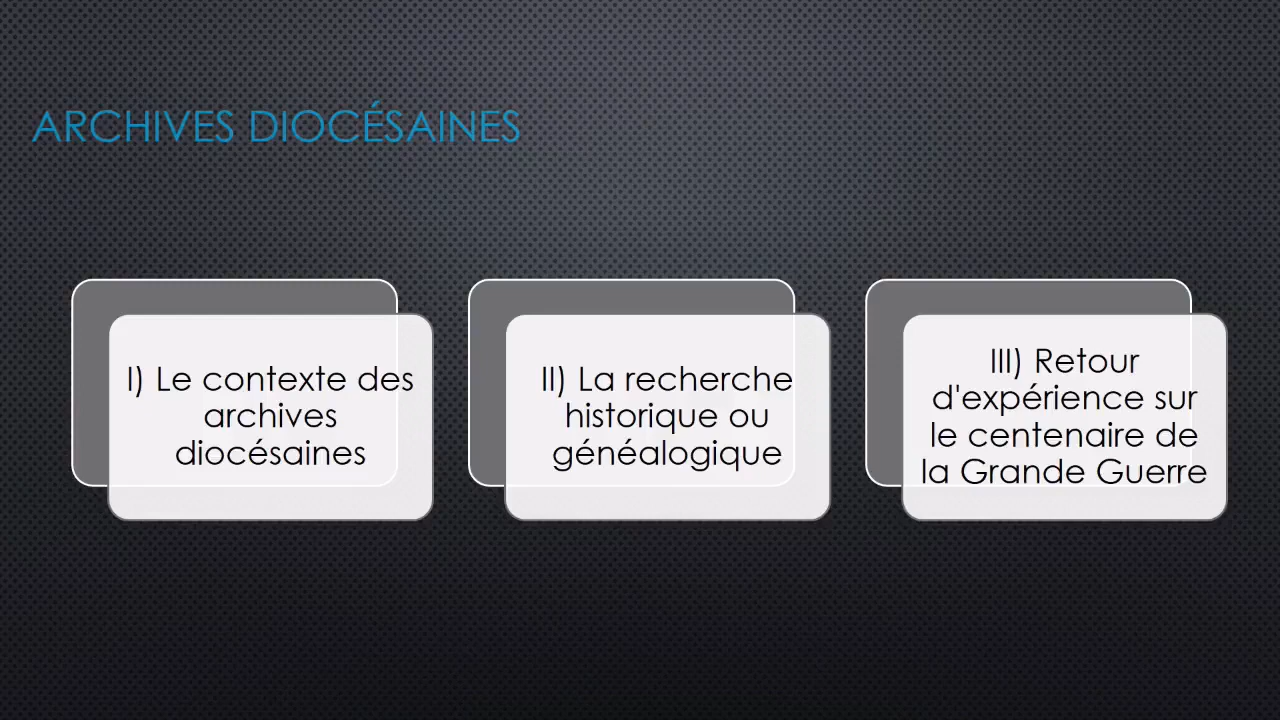 ARCHIVES DIOCÉSAINES
I) Le contexte des
archives
diocésaines
II) La recherche
historique ou
généalogique
III) Retour
d'expérience sur
le centenaire de
la Grande Guerre